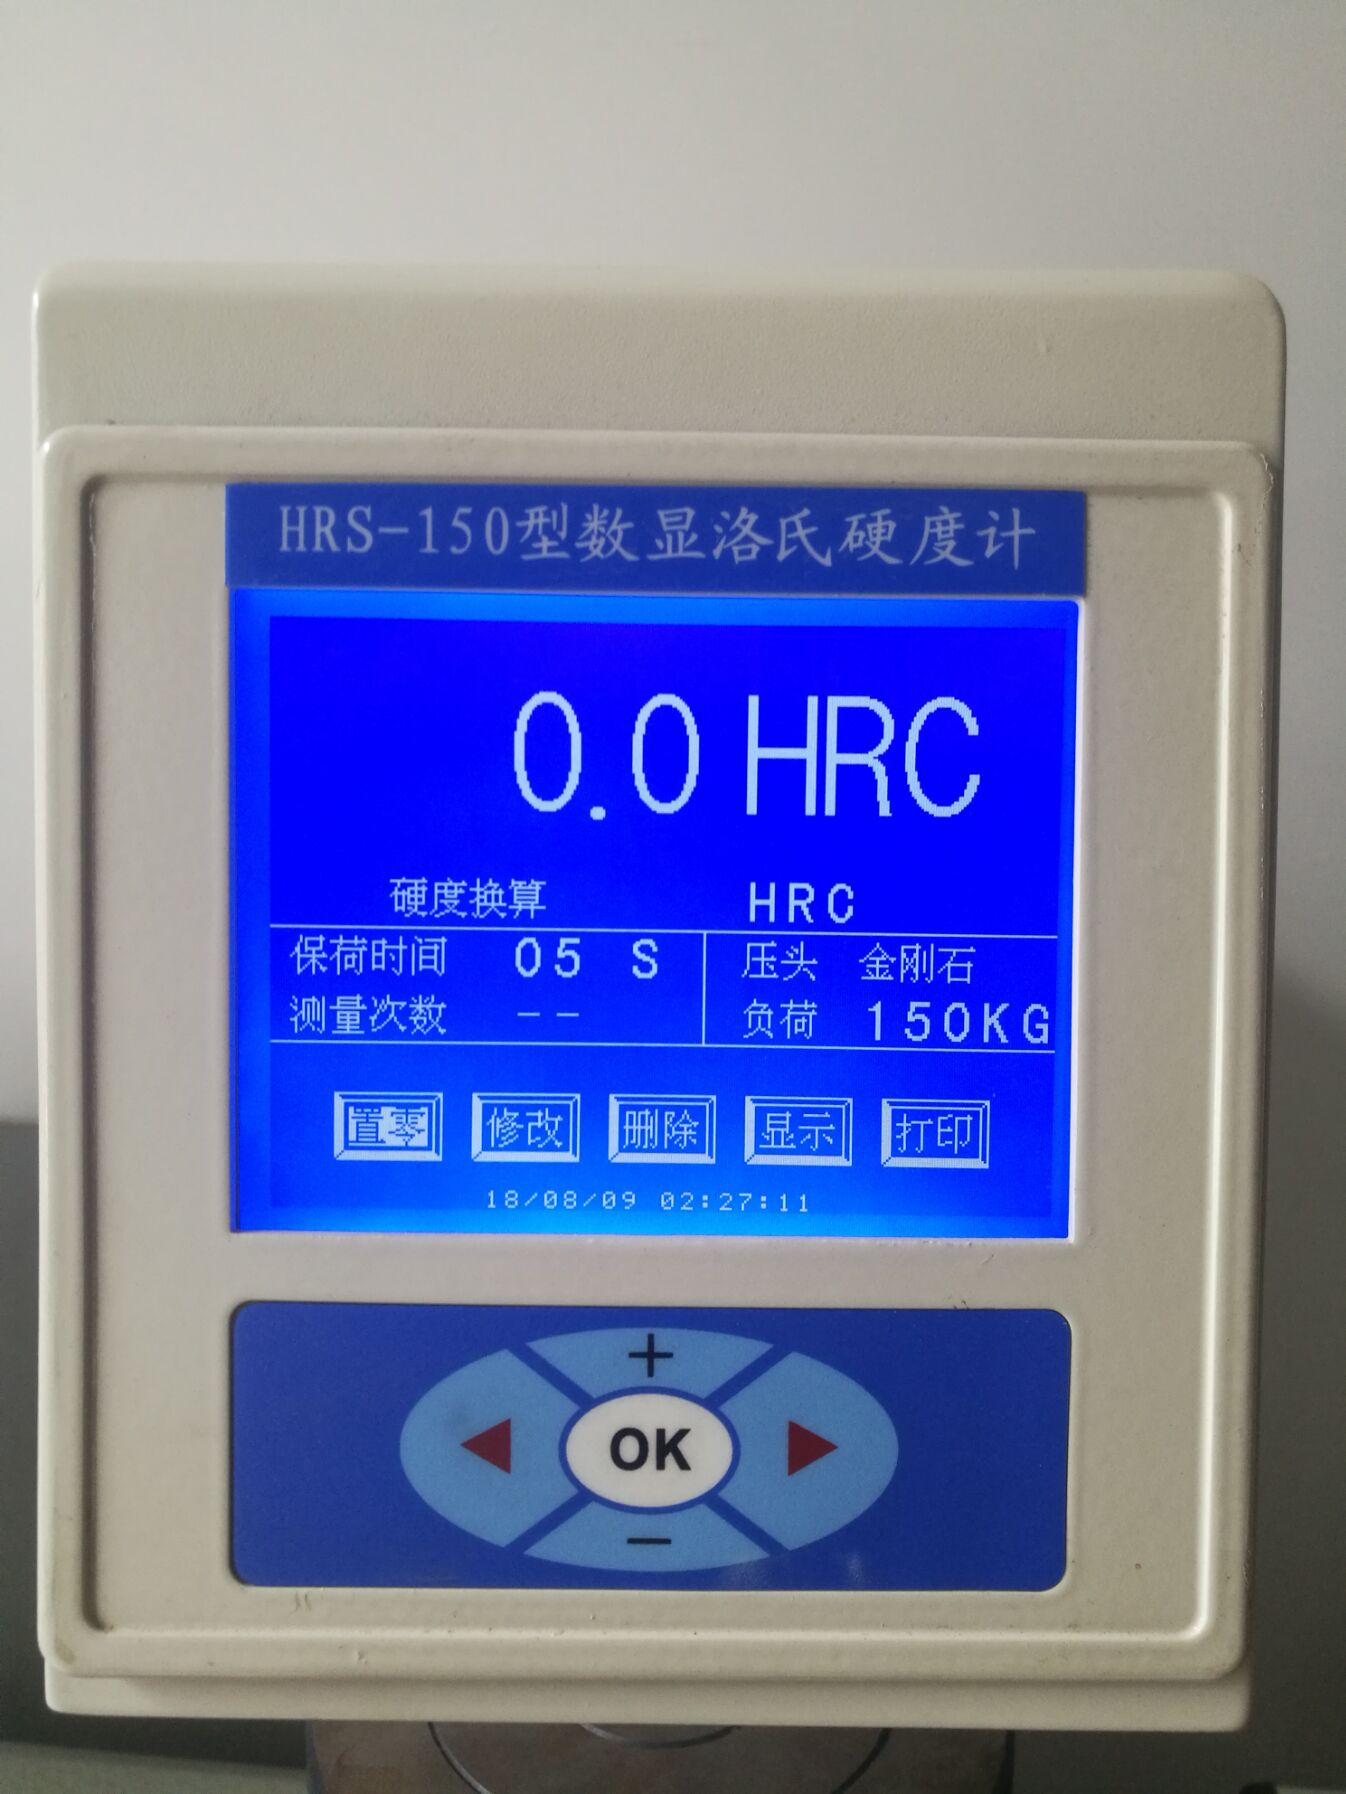 HRS-150型数显洛氏硬度计
0.0 HRC
硬度换算 HRC
保荷时间 05 S 压头 金刚石
测量次数 -- 负荷 150KG
置零 修改 删除 显示 打印
18/08/09 02:27:11
+
◀ OK ▶
−